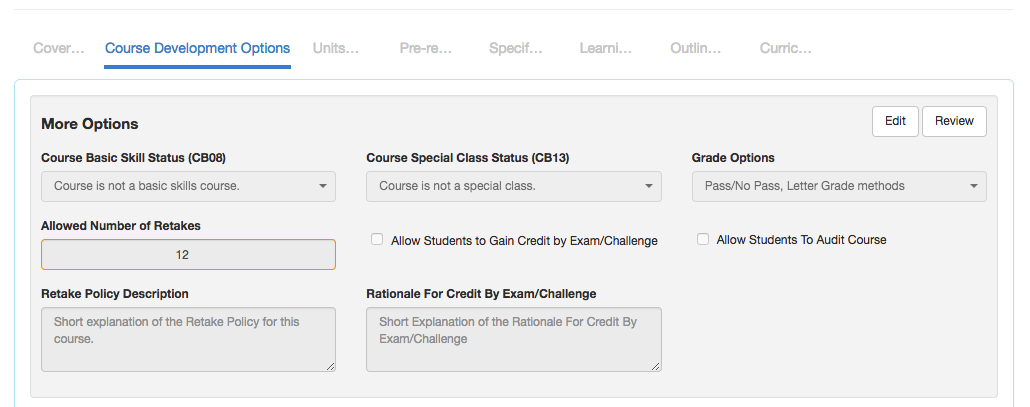 Cover... Course Development Options Units... Pre-re... Specif... Learni... Outlin... Curric...
More Options Edit Review
Course Basic Skill Status (CB08) Course Special Class Status (CB13) Grade Options
Course is not a basic skills course. Course is not a special class. Pass/No Pass, Letter Grade methods
Allowed Number of Retakes
12 Allow Students to Gain Credit by Exam/Challenge Allow Students To Audit Course
Retake Policy Description Rationale For Credit By Exam/Challenge
Short explanation of the Retake Policy for this Short Explanation of the Rationale For Credit By
course. Exam/Challenge